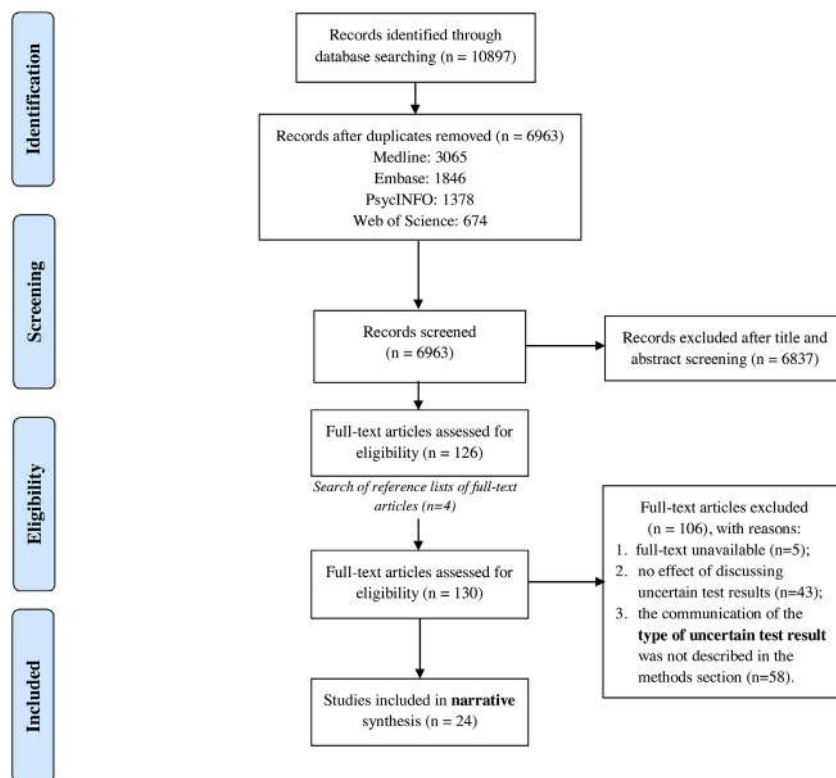 Identification
Records identified through
database searching (n = 10897)
Records after duplicates removed (n = 6963)
Medline: 3065
Embase: 1846
PsycINFO: 1378
Web of Science: 674
Screening
Records screened
(n = 6963)
Records excluded after title and
abstract screening (n = 6837)
Eligibility
Full-text articles assessed for
eligibility (n = 126)
Search of reference lists of full-text
articles (n=4)
Full-text articles assessed for
eligibility (n = 130)
Full-text articles excluded
(n = 106), with reasons:
1. full-text unavailable (n=5);
2. no effect of discussing
uncertain test results (n=43);
3. the communication of the
type of uncertain test result
was not described in the
methods section (n=58).
Included
Studies included in narrative
synthesis (n = 24)